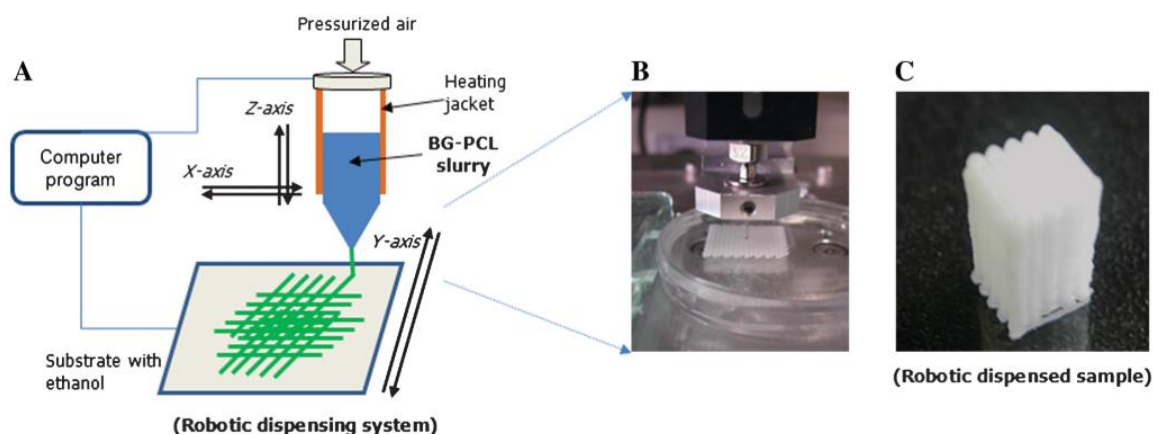 Pressurized air
A
B
C
Z-axis
Heating
jacket
Computer
program
BG-PCL
slurry
X-axis
Y-axis
Substrate with
ethanol
(Robotic dispensing system)
(Robotic dispensed sample)